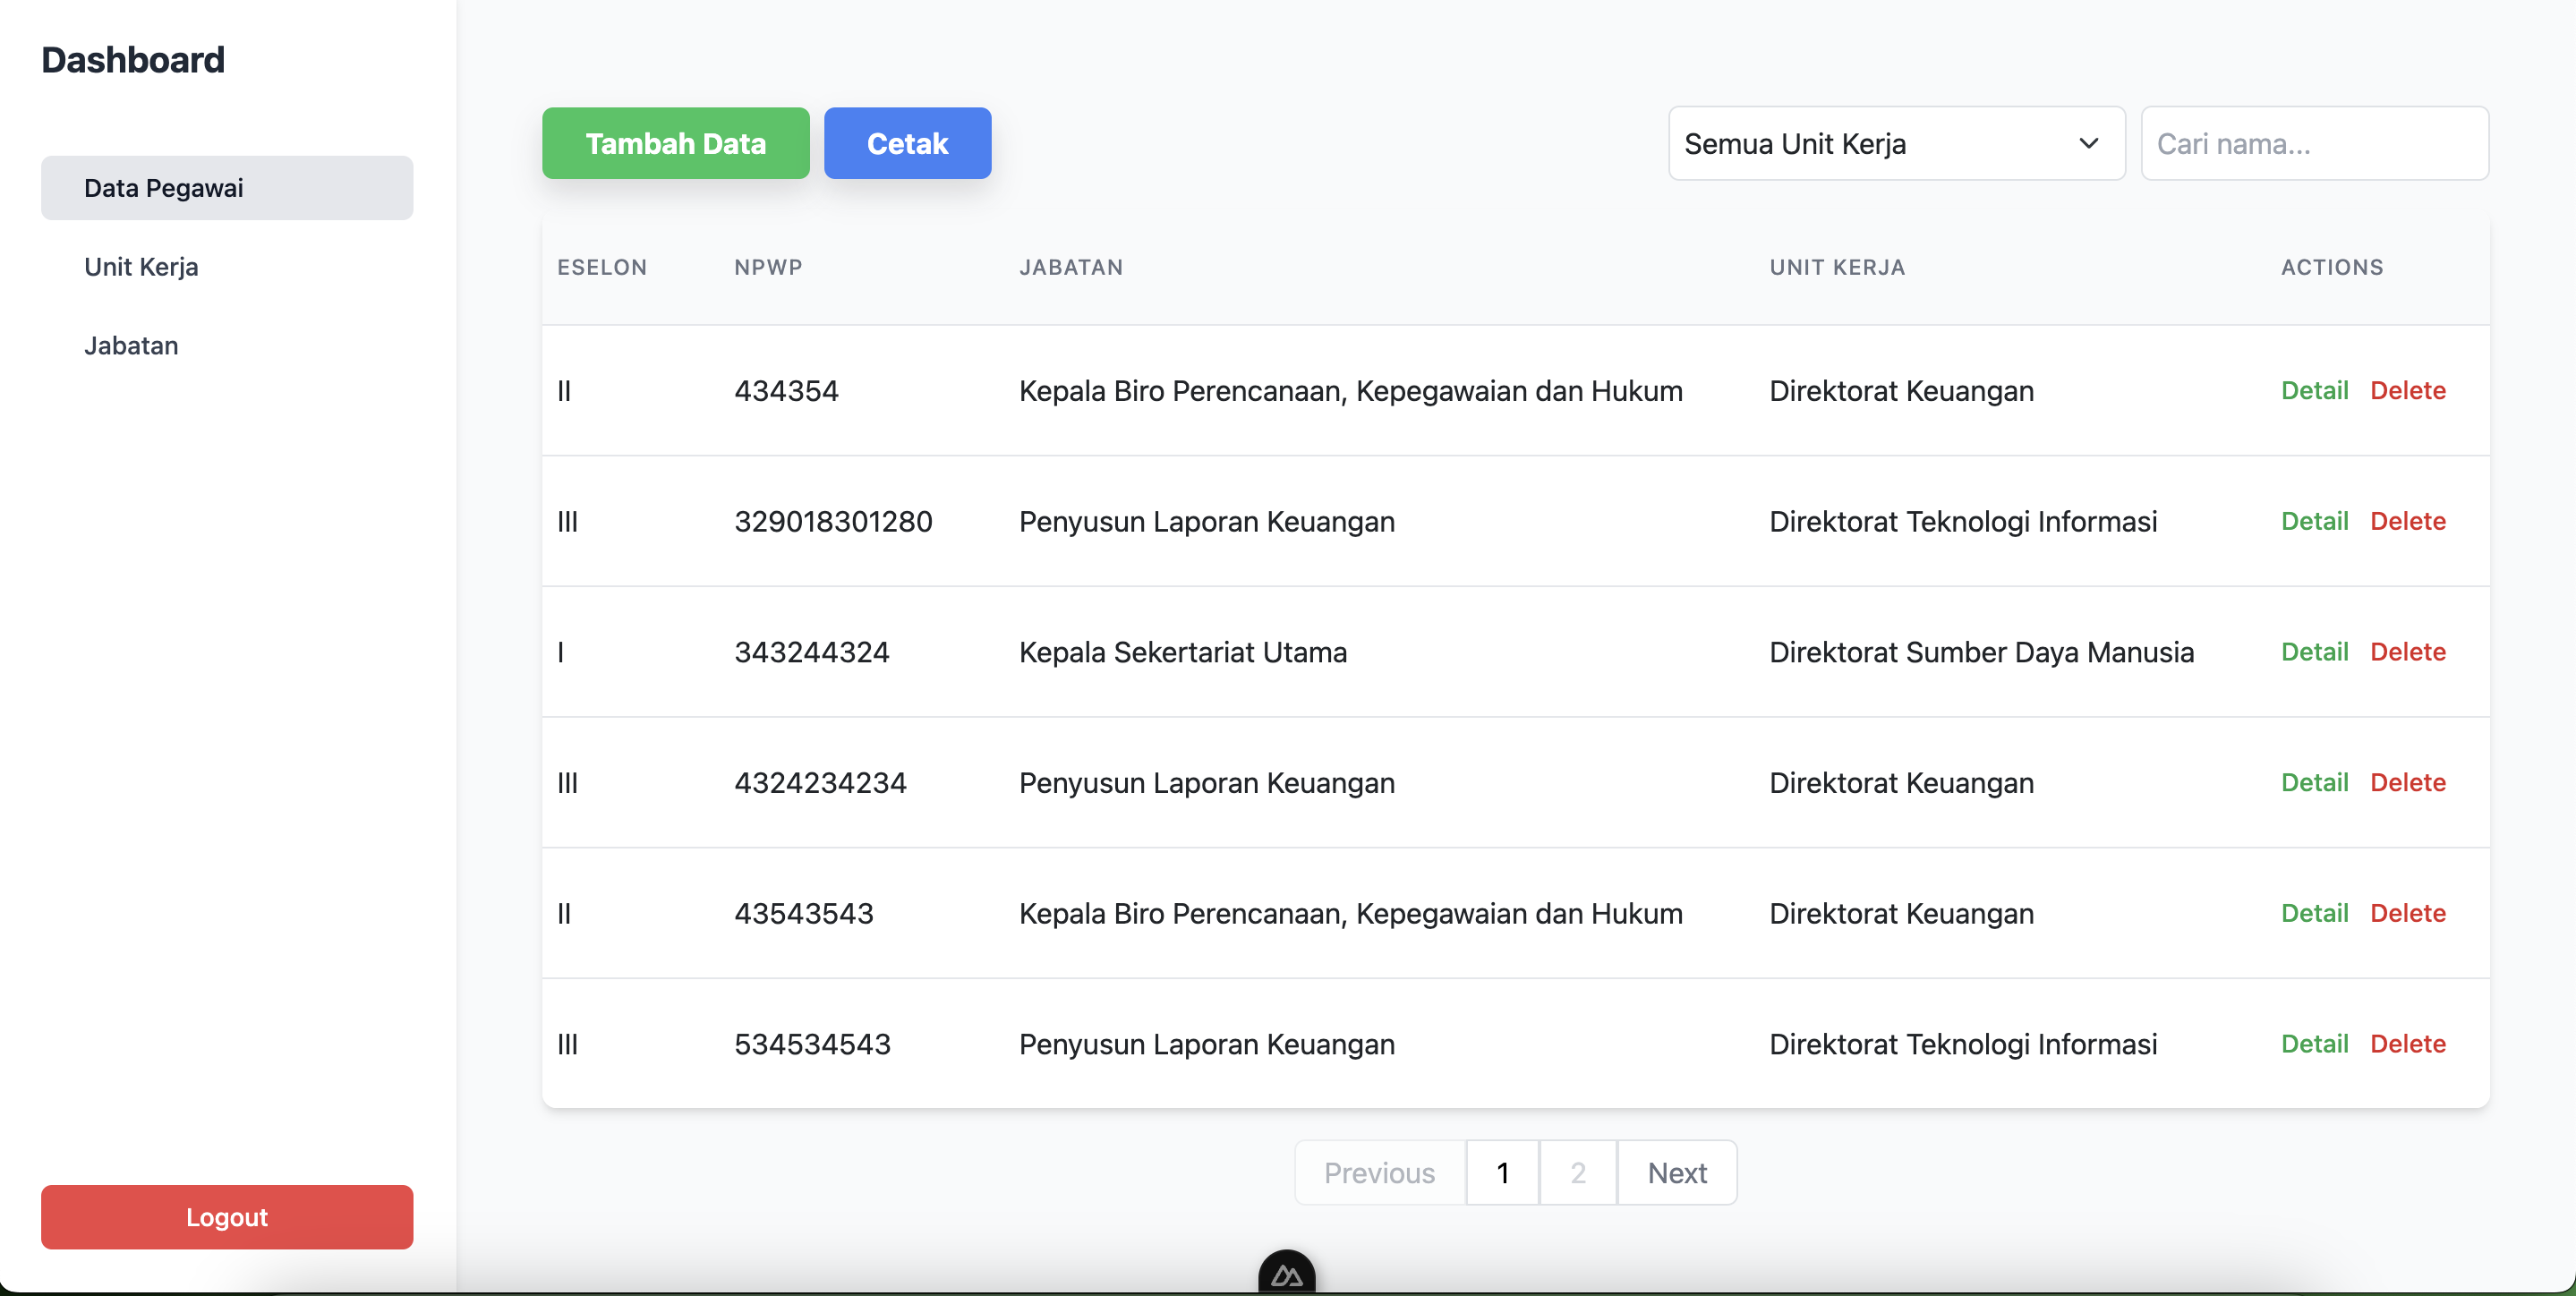 Dashboard
Data Pegawai
Unit Kerja
Jabatan
Logout
Tambah Data Cetak Semua Unit Kerja Cari nama...
ESELON NPWP JABATAN UNIT KERJA ACTIONS
II 434354 Kepala Biro Perencanaan, Kepegawaian dan Hukum Direktorat Keuangan Detail Delete
III 329018301280 Penyusun Laporan Keuangan Direktorat Teknologi Informasi Detail Delete
I 343244324 Kepala Sekertariat Utama Direktorat Sumber Daya Manusia Detail Delete
III 4324234234 Penyusun Laporan Keuangan Direktorat Keuangan Detail Delete
II 43543543 Kepala Biro Perencanaan, Kepegawaian dan Hukum Direktorat Keuangan Detail Delete
III 534534543 Penyusun Laporan Keuangan Direktorat Teknologi Informasi Detail Delete
Previous 1 2 Next